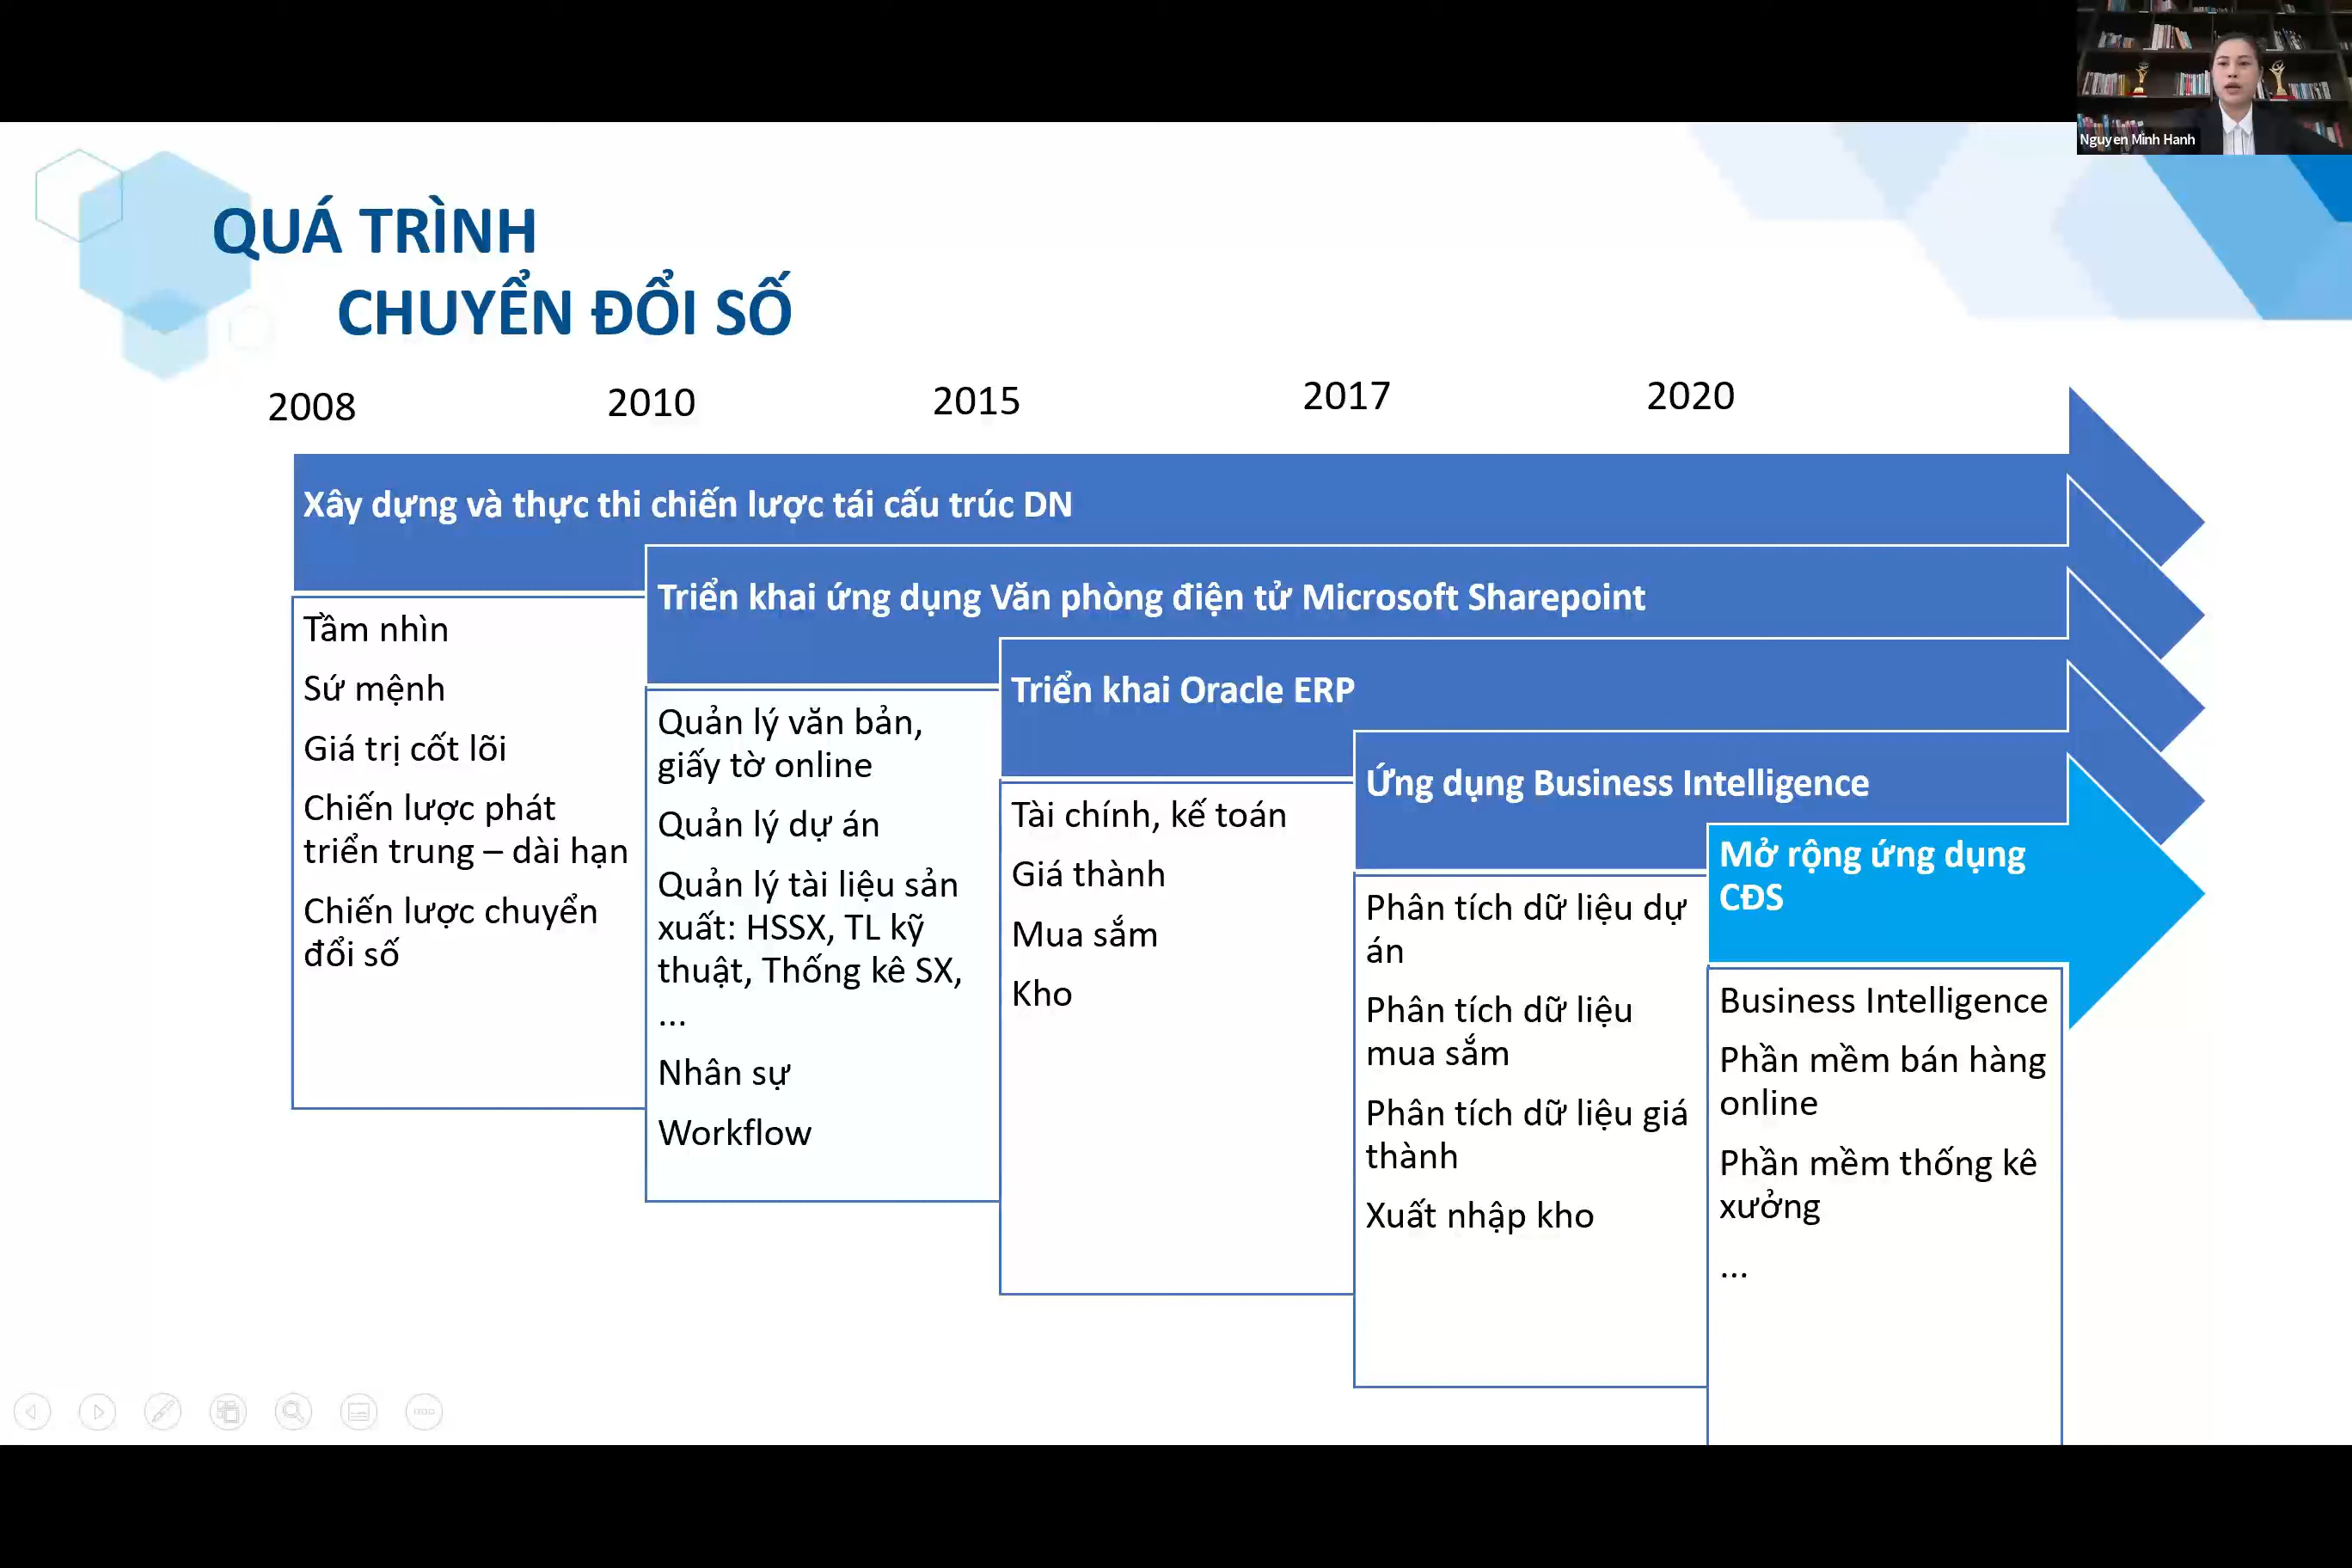 Nguyen Minh Hanh
QUÁ TRÌNH
CHUYỂN ĐỔI SỐ
2008
2010
2015
2017
2020
Xây dựng và thực thi chiến lược tái cấu trúc DN
Tầm nhìn
Sứ mệnh
Giá trị cốt lõi
Chiến lược phát
triển trung – dài hạn
Chiến lược chuyển
đổi số
Triển khai ứng dụng Văn phòng điện tử Microsoft Sharepoint
Quản lý văn bản,
giấy tờ online
Quản lý dự án
Quản lý tài liệu sản
xuất: HSSX, TL kỹ
thuật, Thống kê SX,
...
Nhân sự
Workflow
Triển khai Oracle ERP
Tài chính, kế toán
Giá thành
Mua sắm
Kho
Ứng dụng Business Intelligence
Phân tích dữ liệu dự
án
Phân tích dữ liệu
mua sắm
Phân tích dữ liệu giá
thành
Xuất nhập kho
Mở rộng ứng dụng
CĐS
Business Intelligence
Phần mềm bán hàng
online
Phần mềm thống kê
xưởng
...